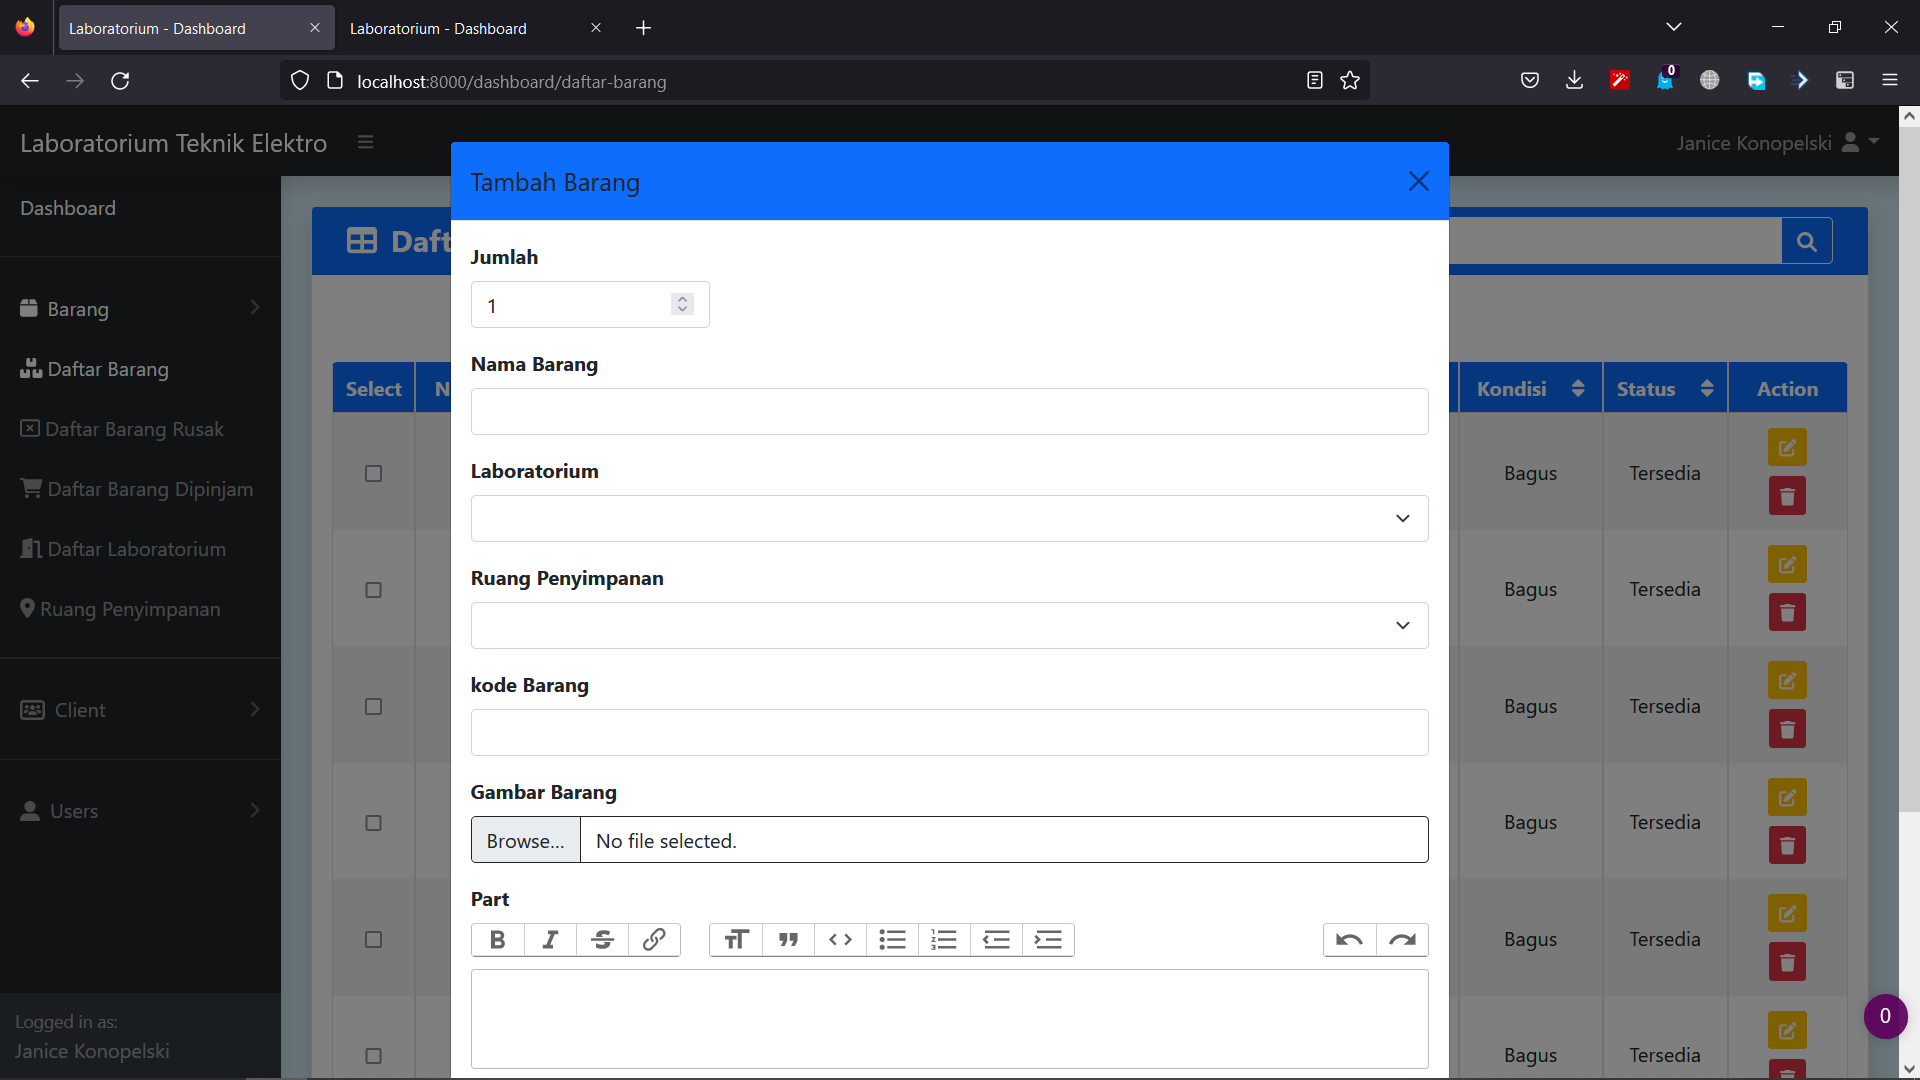 Laboratorium - Dashboard
Laboratorium - Dashboard
localhost:8000/dashboard/daftar-barang
0
Laboratorium Teknik Elektro
Janice Konopelski
Dashboard
Barang
Daftar Barang
Daftar Barang Rusak
Daftar Barang Dipinjam
Daftar Laboratorium
Ruang Penyimpanan
Client
Users
Logged in as:
Janice Konopelski
Daft
Tambah Barang
Jumlah
1
Nama Barang
Laboratorium
Ruang Penyimpanan
kode Barang
Gambar Barang
Browse... No file selected.
Part
Select N Kondisi Status Action
Bagus Tersedia
Bagus Tersedia
Bagus Tersedia
Bagus Tersedia
Bagus Tersedia
Bagus Tersedia
0